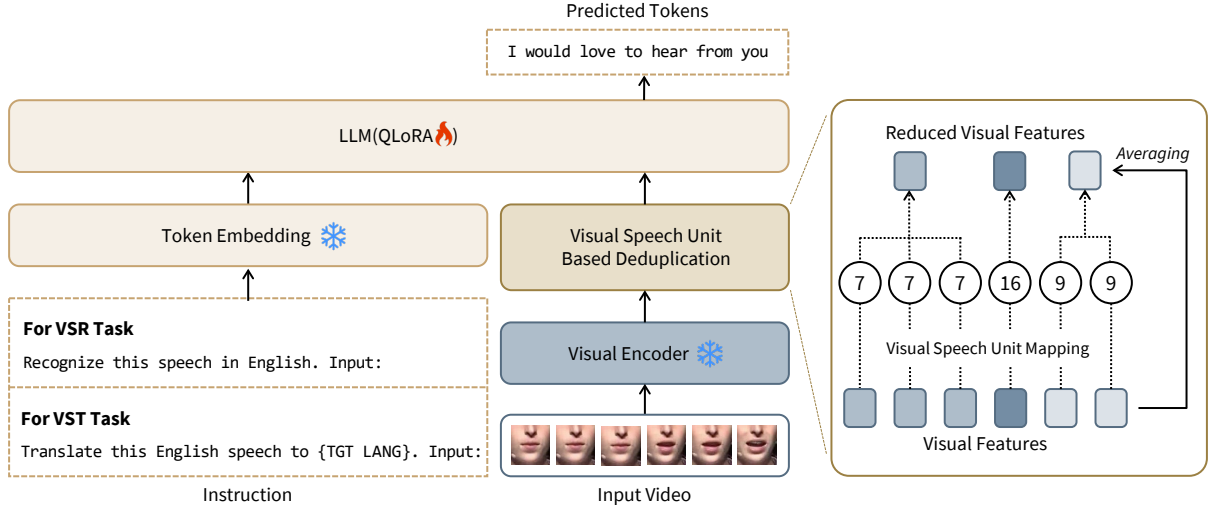 Predicted Tokens
I would love to hear from you
LLM(QLoRA🔥)
Token Embedding
Visual Speech Unit
Based Deduplication
Visual Encoder
For VSR Task
Recognize this speech in English. Input:
For VST Task
Translate this English speech to {TGT LANG}. Input:
Instruction
Input Video
Reduced Visual Features
Averaging
7 7 7 16 9 9
Visual Speech Unit Mapping
Visual Features